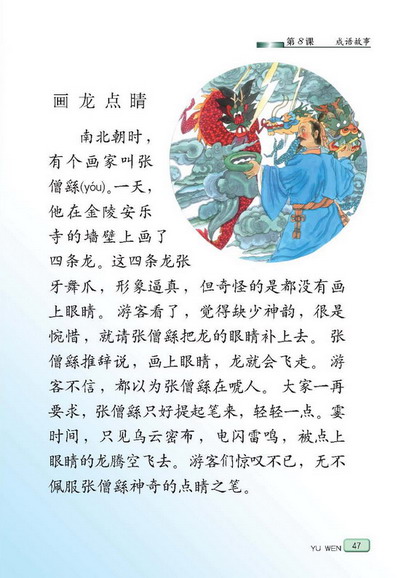 第8课 成语故事
画龙点睛
南北朝时,
有个画家叫张
僧繇(yóu)。一天,
他在金陵安乐
寺的墙壁上画了
四条龙。这四条龙张
牙舞爪,形象逼真,但奇怪的是都没有画
上眼睛。游客看了,觉得缺少神韵,很是
惋惜,就请张僧繇把龙的眼睛补上去。张
僧繇推辞说,画上眼睛,龙就会飞走。游
客不信,都以为张僧繇在唬人。大家一再
要求,张僧繇只好提起笔来,轻轻一点。霎
时间,只见乌云密布,电闪雷鸣,被点上
眼睛的龙腾空飞去。游客们惊叹不已,无不
佩服张僧繇神奇的点睛之笔。
YU WEN 47